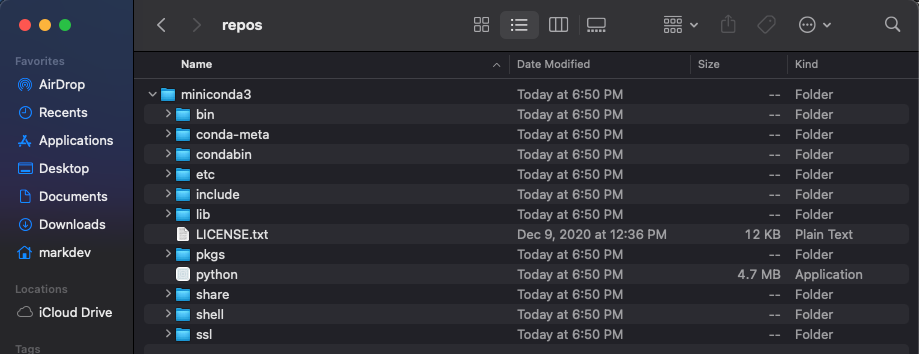 repos
Favorites
AirDrop
Recents
Applications
Desktop
Documents
Downloads
markdev
Locations
iCloud Drive
Tags
Name Date Modified Size Kind
miniconda3 Today at 6:50 PM -- Folder
bin Today at 6:50 PM -- Folder
conda-meta Today at 6:50 PM -- Folder
condabin Today at 6:50 PM -- Folder
etc Today at 6:50 PM -- Folder
include Today at 6:50 PM -- Folder
lib Today at 6:50 PM -- Folder
LICENSE.txt Dec 9, 2020 at 12:36 PM 12 KB Plain Text
pkgs Today at 6:50 PM -- Folder
python Today at 6:50 PM 4.7 MB Application
share Today at 6:50 PM -- Folder
shell Today at 6:50 PM -- Folder
ssl Today at 6:50 PM -- Folder